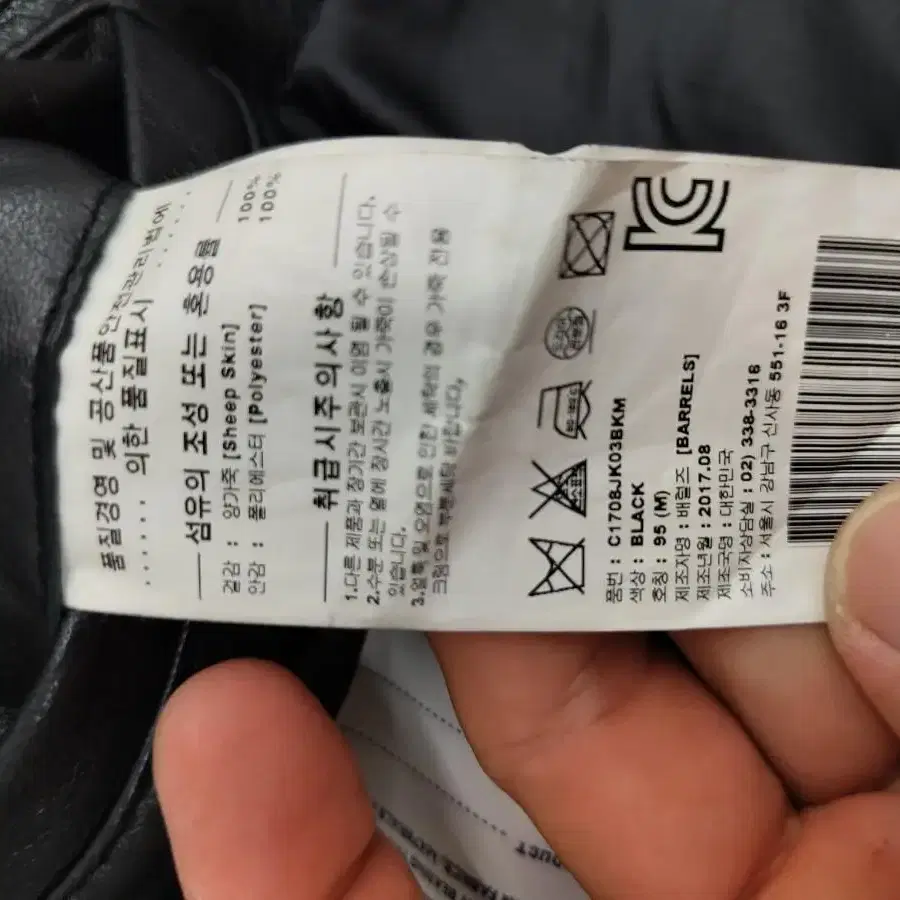 품질경영 및 공산품안전관리법에
의한 품질표시
섬유의 조성 또는 혼용률
겉감 : 양가죽 [Sheep Skin] 100%
안감 : 폴리에스터 [Polyester] 100%
취급시주의사항
1.다른 제품과 장기간 보관시 이염 될 수 있습니다.
2.수분 또는 열에 장시간 노출시 가죽이 손상될 수
있습니다.
3.얼룩 및 오염으로 인한 세탁의 경우 가죽 전용
크림으로 부분세탁 바랍니다.
품번 : C1708JK03BKM
색상 : BLACK
호칭 : 95 (M)
제조자명 : 배럴즈 [BARRELS]
제조년월 : 2017.08
제조국명 : 대한민국
소비자상담실 : 02) 338-3316
주소 : 서울시 강남구 신사동 551-16 3F